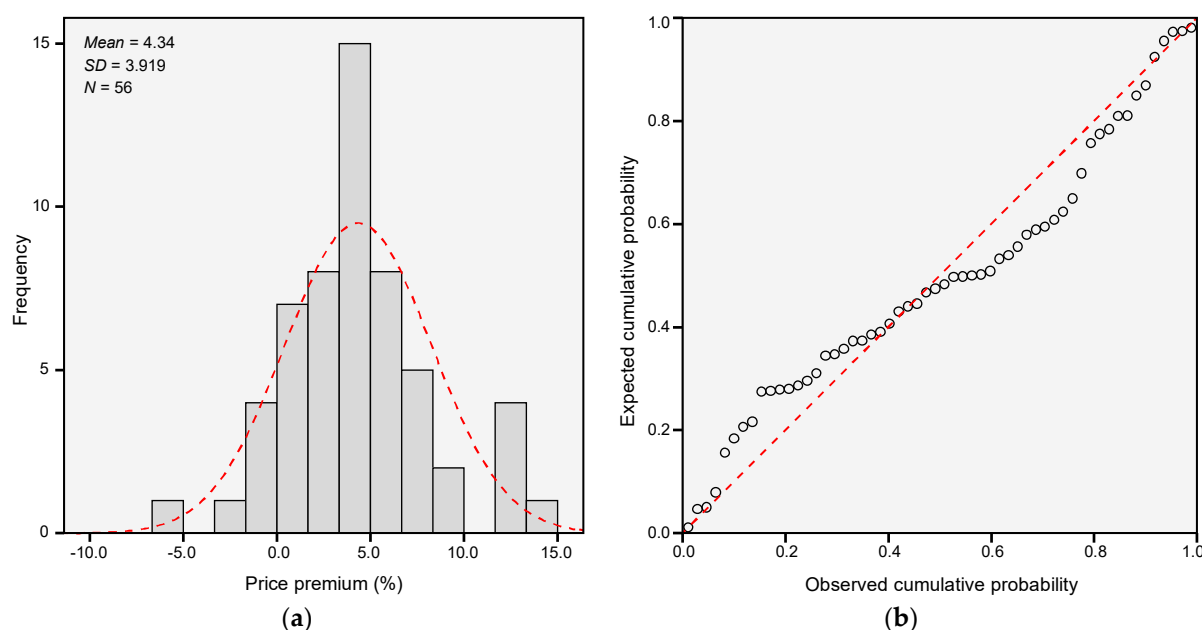 Mean = 4.34
SD = 3.919
N = 56
15
10
5
0
Frequency
-10.0 -5.0 0.0 5.0 10.0 15.0
Price premium (%)
(a)
1.0
0.8
0.6
0.4
0.2
0.0
Expected cumulative probability
0.0 0.2 0.4 0.6 0.8 1.0
Observed cumulative probability
(b)